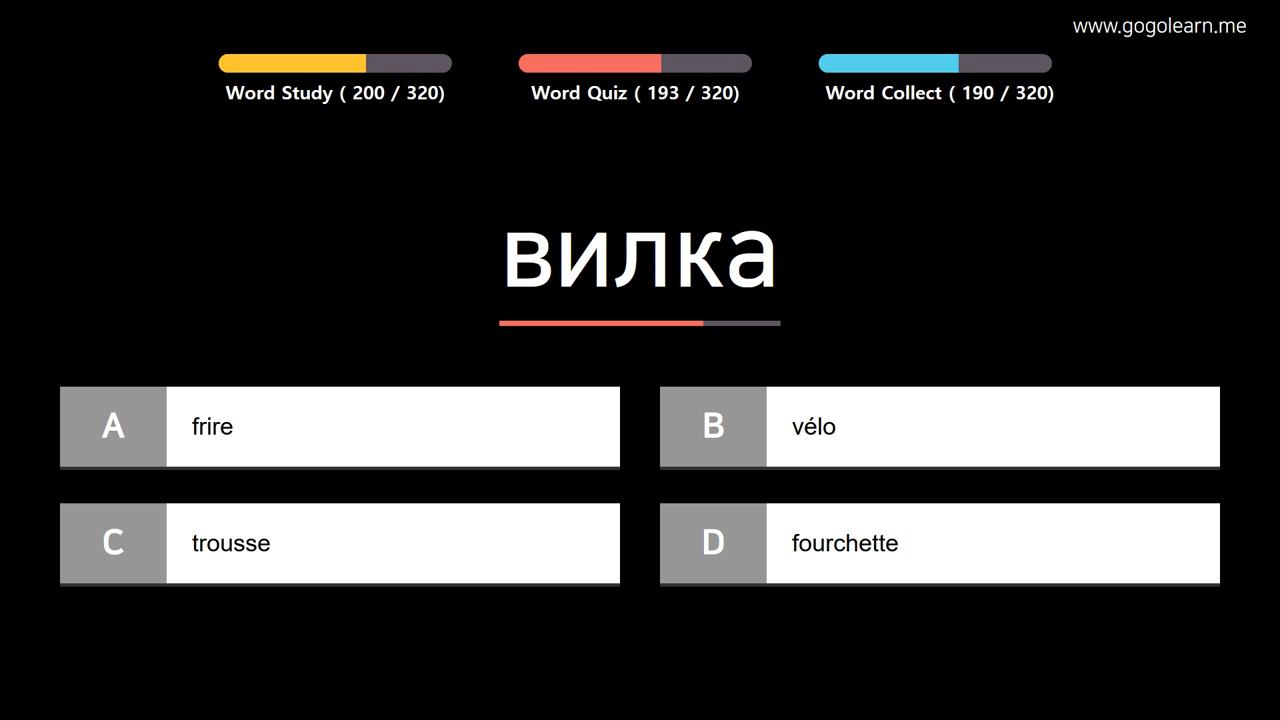 www.gogolearn.me
Word Study ( 200 / 320)
Word Quiz ( 193 / 320)
Word Collect ( 190 / 320)
вилка
A frire
B vélo
C trousse
D fourchette